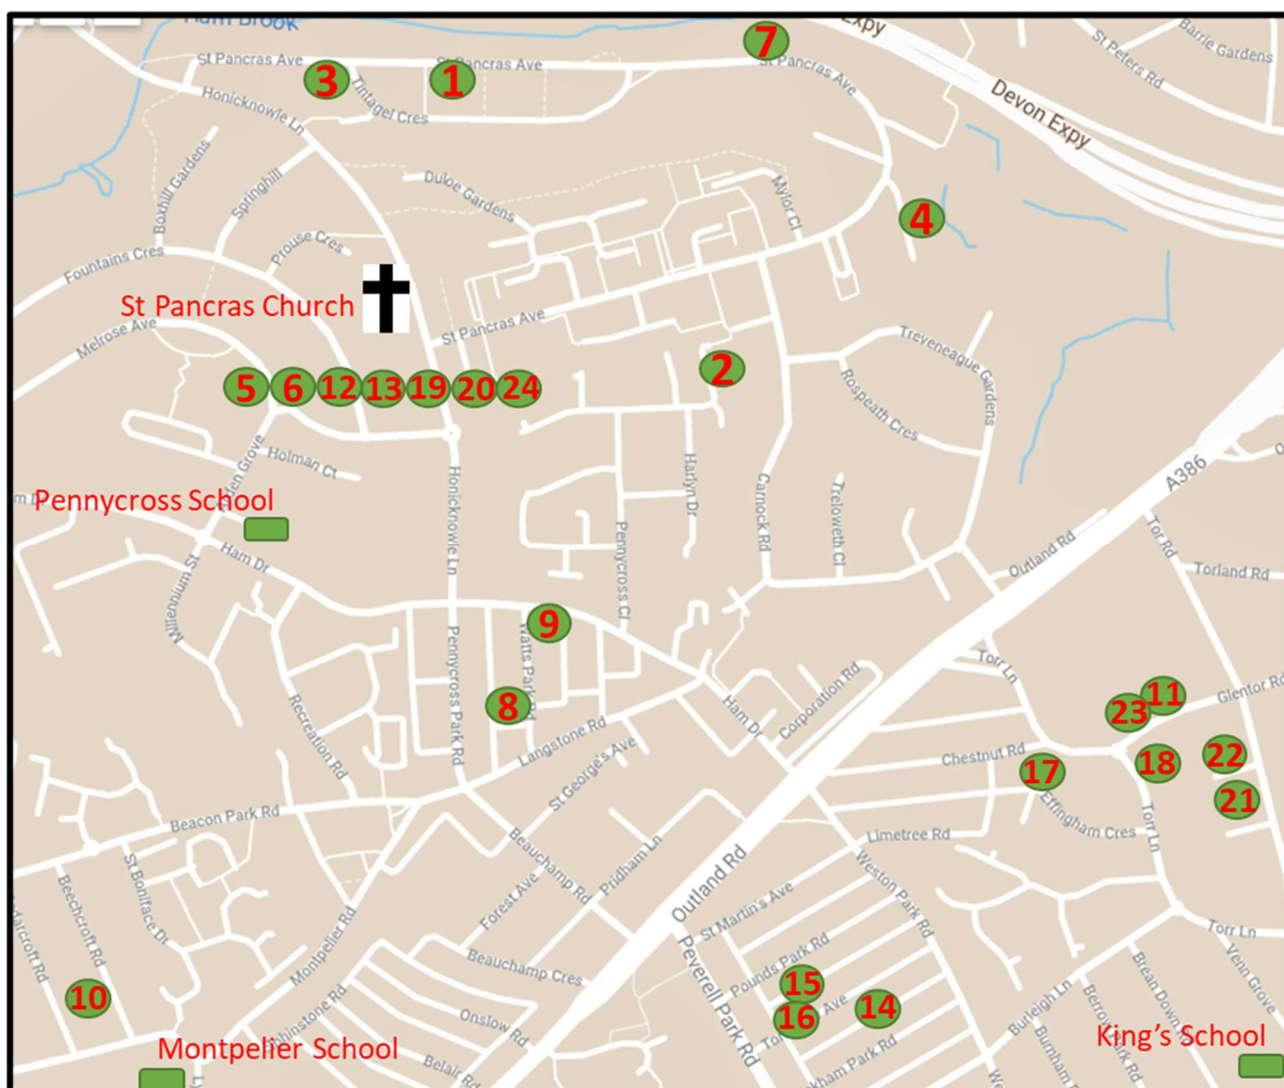 Ham Brook
Expy
7
St Pancras Ave
St Pancras Ave
St Pancras Ave
St Peters Rd
Barrie Gardens
3
1
Tintagel Cres
Honicknowle Ln
Devon Expy
Boxhill Gardens
Springhill
Duloe Gardens
Mylor Cl
4
Prouse Cres
Fountains Cres
St Pancras Church
St Pancras Ave
Melrose Ave
Treveneague Gardens
2
5
6
12
13
19
20
24
Rospeath Cres
Holman Ct
Harlyn Dr
Carnock Rd
Treloweth Cl
A386
Pennycross School
Honicknowle Ln
Pennycross Cl
Outland Rd
Tor Rd
Torland Rd
Ham Dr
Millennium St
9
Watts Park Rd
Pennycross Park Rd
8
Torr Ln
Corporation Rd
Ham Dr
Recreation Rd
Langstone Rd
St George's Ave
11
23
Glentor Rd
Chestnut Rd
17
18
22
21
Effingham Cres
Torr Ln
Limetree Rd
Beacon Park Rd
Beauchamp Rd
Pridham Ln
Forest Ave
Outland Rd
Weston Park Rd
St Boniface Dr
Beechcroft Rd
St Martin's Ave
Montpelier Rd
Torr Ln
Venn Grove
Beauchamp Cres
Peverell Park Rd
Pounds Park Rd
15
16
14
10
Onslow Rd
Burleigh Ln
Montpelier School
Belair Rd
King's School